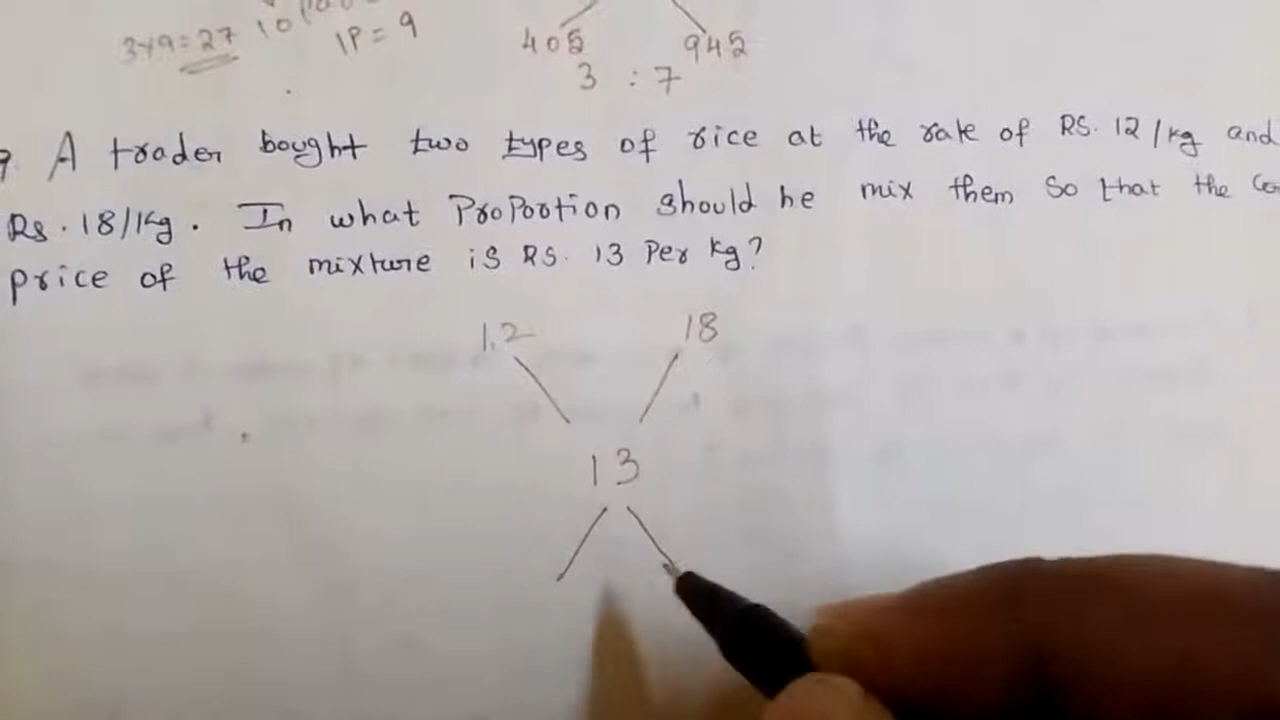 3×9=27
1P = 9
405 945
3 : 7
A trader bought two types of rice at the rate of RS. 12/kg and
Rs. 18/kg. In what Proportion should he mix them so that the
price of the mixture is RS. 13 Per kg?
12 18
13